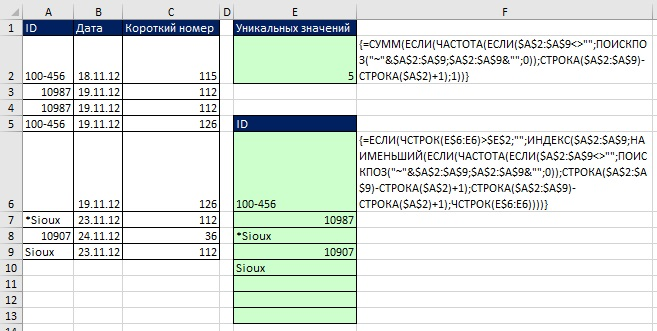 A B C D E F
1 ID Дата Короткий номер Уникальных значений
{=СУММ(ЕСЛИ(ЧАСТОТА(ЕСЛИ($A$2:$A$9<>"";ПОИСКП
ОЗ("~"&$A$2:$A$9;$A$2:$A$9&"";0));СТРОКА($A$2:$A$9)-
2 100-456 18.11.12 115 5 СТРОКА($A$2)+1);1))}
3 10987 19.11.12 112
4 10987 19.11.12 112
5 100-456 19.11.12 126 ID
{=ЕСЛИ(ЧСТРОК(E$6:E6)>$E$2;"";ИНДЕКС($A$2:$A$9;НА
ИМЕНЬШИЙ(ЕСЛИ(ЧАСТОТА(ЕСЛИ($A$2:$A$9<>"";ПОИС
КПОЗ("~"&$A$2:$A$9;$A$2:$A$9&"";0));СТРОКА($A$2:$A
$9)-СТРОКА($A$2)+1);СТРОКА($A$2:$A$9)-
6 19.11.12 126 100-456 СТРОКА($A$2)+1);ЧСТРОК(E$6:E6))))}
7 *Sioux 23.11.12 112 10987
8 10907 24.11.12 36 *Sioux
9 Sioux 23.11.12 112 10907
10 Sioux
11
12
13